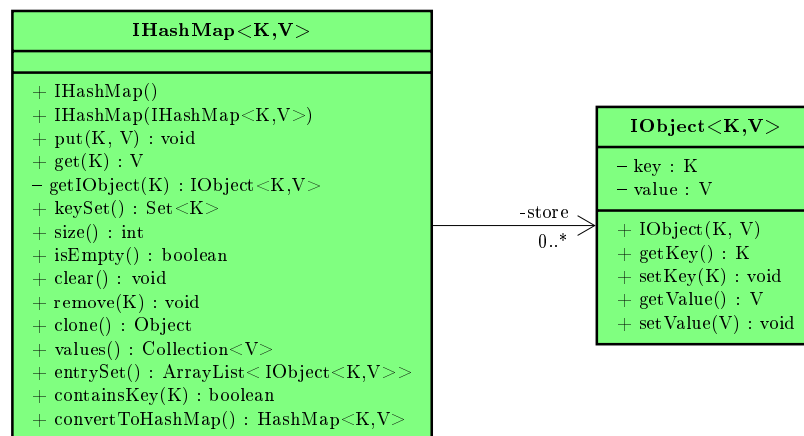 IHashMap<K,V>
+ IHashMap()
+ IHashMap(IHashMap<K,V>)
+ put(K, V) : void
+ get(K) : V
– getIObject(K) : IObject<K,V>
+ keySet() : Set<K>
+ size() : int
+ isEmpty() : boolean
+ clear() : void
+ remove(K) : void
+ clone() : Object
+ values() : Collection<V>
+ entrySet() : ArrayList< IObject<K,V>>
+ containsKey(K) : boolean
+ convertToHashMap() : HashMap<K,V>
-store
0..*
IObject<K,V>
– key : K
– value : V
+ IObject(K, V)
+ getKey() : K
+ setKey(K) : void
+ getValue() : V
+ setValue(V) : void